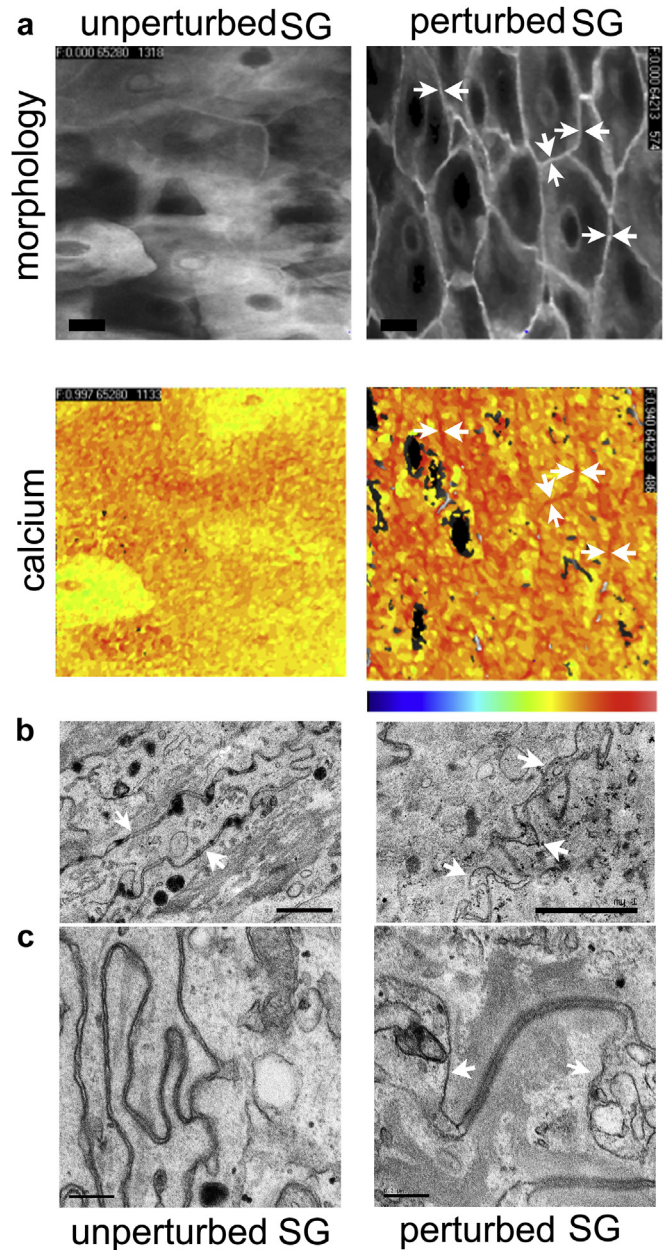 a unperturbed SG perturbed SG
morphology
F:0.000 65280 1318
F:0.000 64213 574
calcium
F:0.997 65280 1133
F:0.940 64213 486
b
c
unperturbed SG perturbed SG